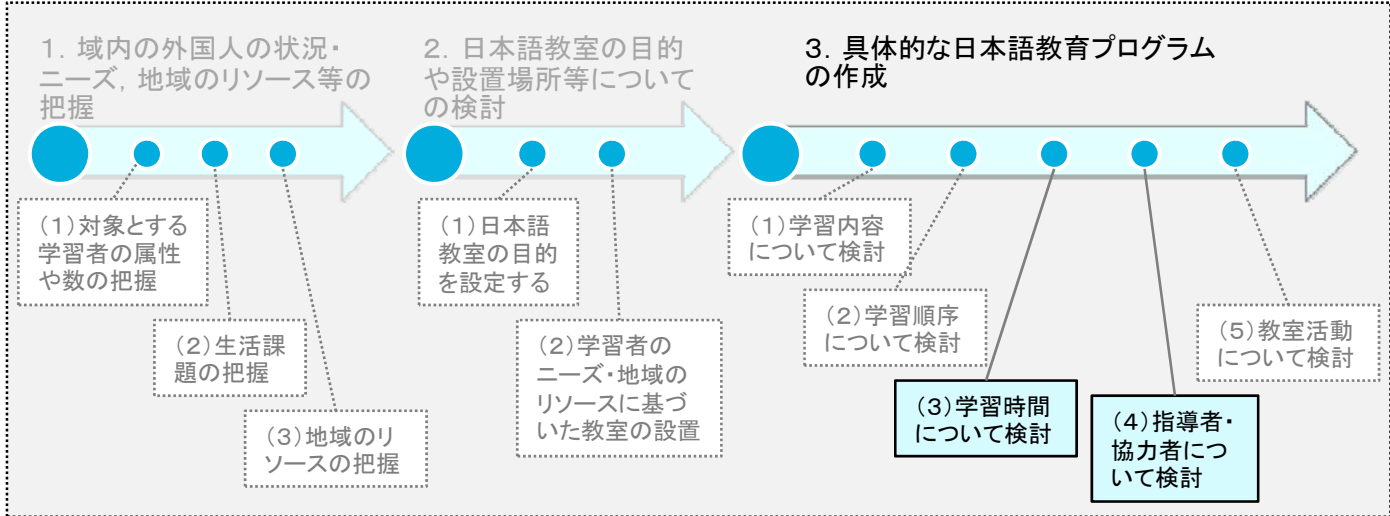 1．域内の外国人の状況・
ニーズ，地域のリソース等の
把握
2．日本語教室の目的
や設置場所等について
の検討
3．具体的な日本語教育プログラム
の作成
（１）対象とする
学習者の属性
や数の把握
（２）生活課
題の把握
（３）地域のリ
ソースの把握
（１）日本語
教室の目的
を設定する
（２）学習者の
ニーズ・地域の
リソースに基づ
いた教室の設置
（１）学習内容
について検討
（２）学習順序
について検討
（３）学習時間
について検討
（４）指導者・
協力者につ
いて検討
（５）教室活動
について検討